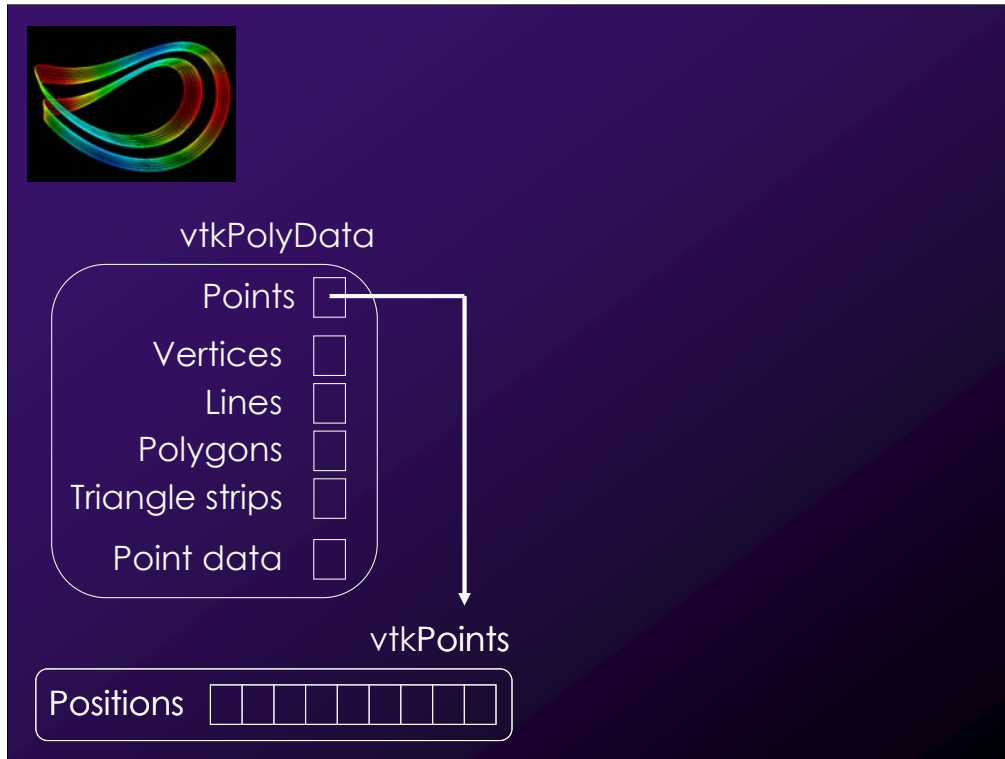 vtkPolyData
Points
Vertices
Lines
Polygons
Triangle strips
Point data
vtkPoints
Positions